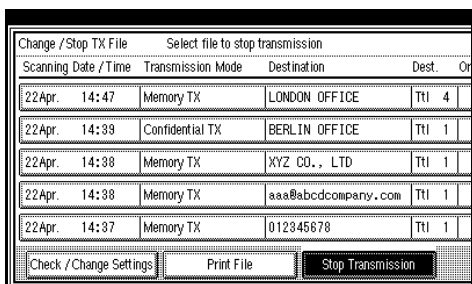 Change / Stop TX File Select file to stop transmission
Scanning Date / Time Transmission Mode Destination Dest. Or
22Apr. 14:47 Memory TX LONDON OFFICE Ttl 4
22Apr. 14:39 Confidential TX BERLIN OFFICE Ttl 1
22Apr. 14:38 Memory TX XYZ CO., LTD Ttl 1
22Apr. 14:38 Memory TX aaa@abcdcompany.com Ttl 1
22Apr. 14:37 Memory TX 012345678 Ttl 1
Check / Change Settings Print File Stop Transmission